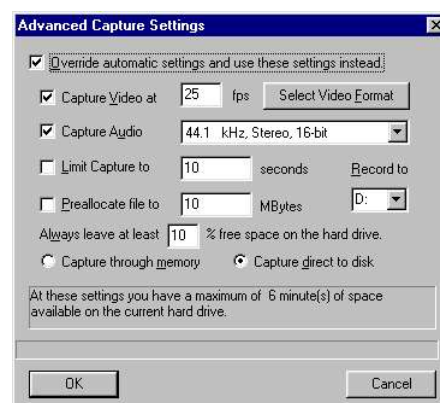 Advanced Capture Settings
Override automatic settings and use these settings instead.
Capture Video at 25 fps Select Video Format
Capture Audio 44.1 kHz, Stereo, 16-bit
Limit Capture to 10 seconds Record to
Preallocate file to 10 MBytes D:
Always leave at least 10 % free space on the hard drive.
Capture through memory Capture direct to disk
At these settings you have a maximum of 6 minute(s) of space
available on the current hard drive.
OK Cancel